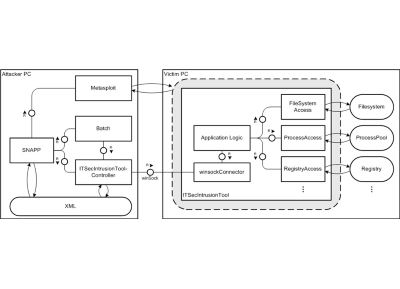 Attacker PC
Victim PC
Metasploit
Batch
SNAPP
ITSecIntrusionTool-
Controller
XML
R
R
R
R
R
winsock
FileSystem
Access
Filesystem
Application Logic
ProcessAccess
ProcessPool
winsockConnector
RegistryAccess
Registry
R
R
R
R
ITSecIntrusionTool